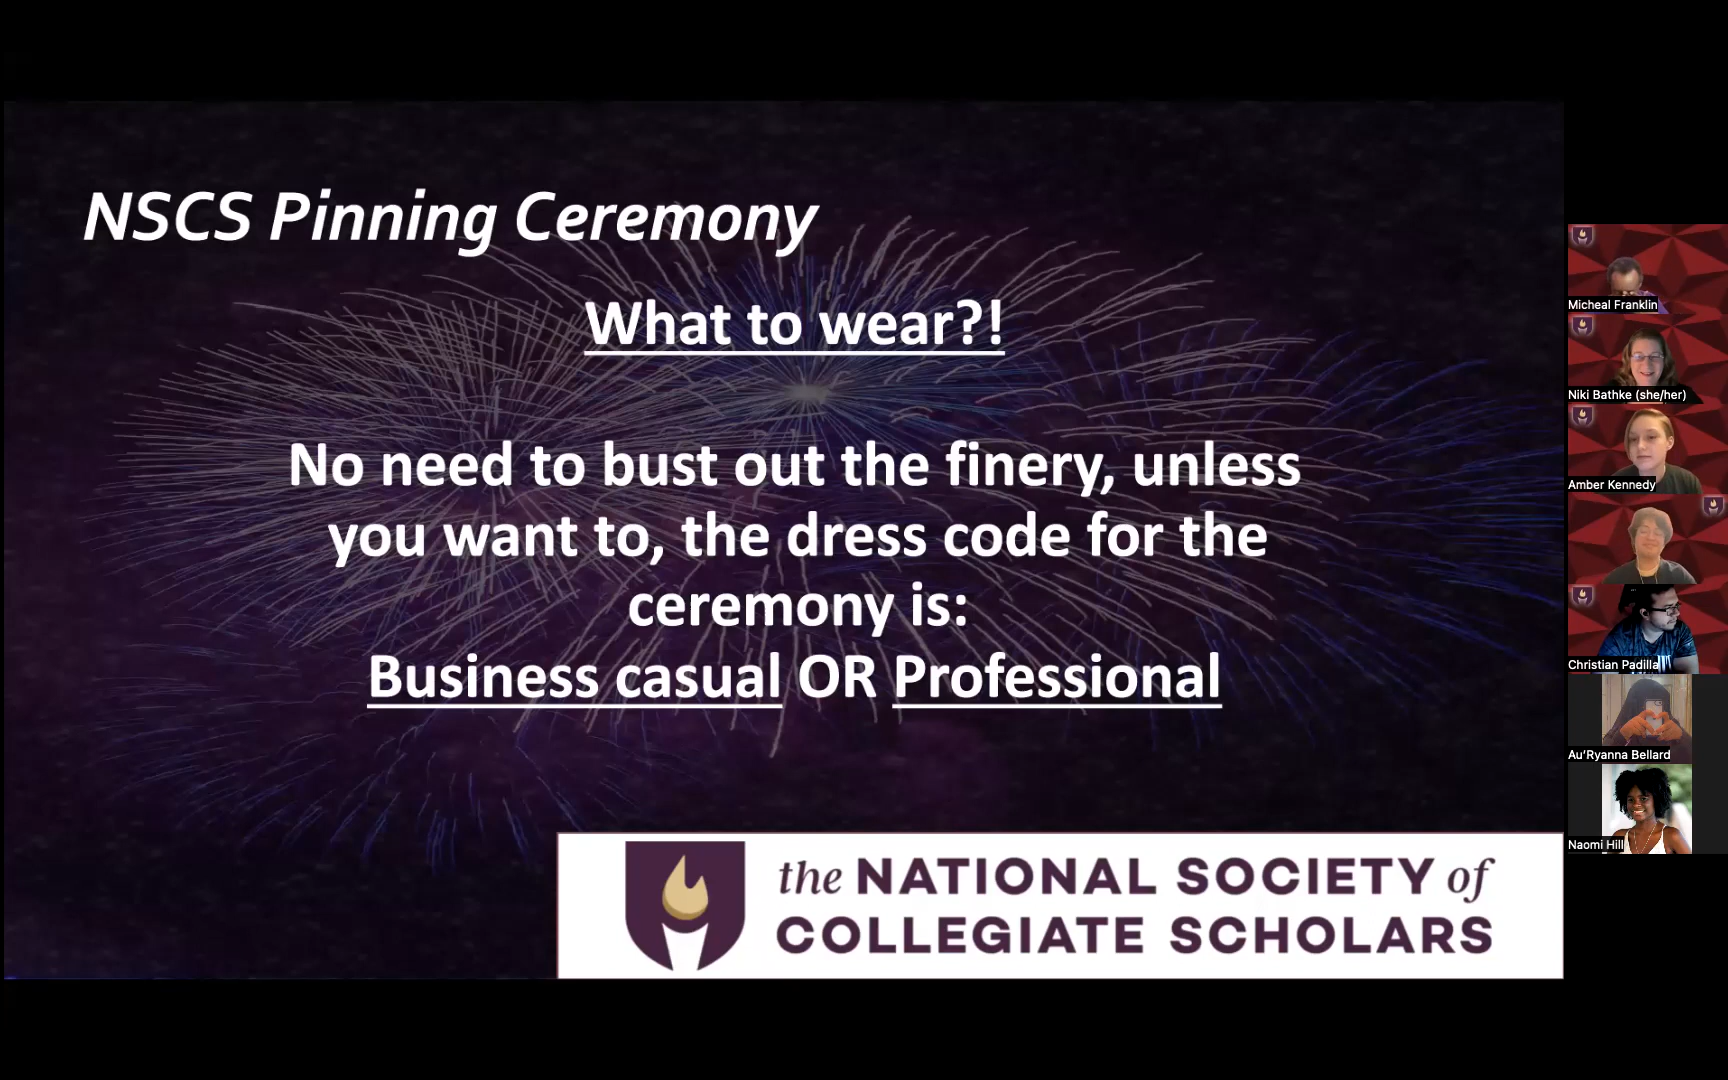 NSCS Pinning Ceremony
What to wear?!
No need to bust out the finery, unless
you want to, the dress code for the
ceremony is:
Business casual OR Professional
the NATIONAL SOCIETY of
COLLEGIATE SCHOLARS
Micheal Franklin
Niki Bathke (she/her)
Amber Kennedy
Christian Padilla
Au'Ryanna Bellard
Naomi Hill